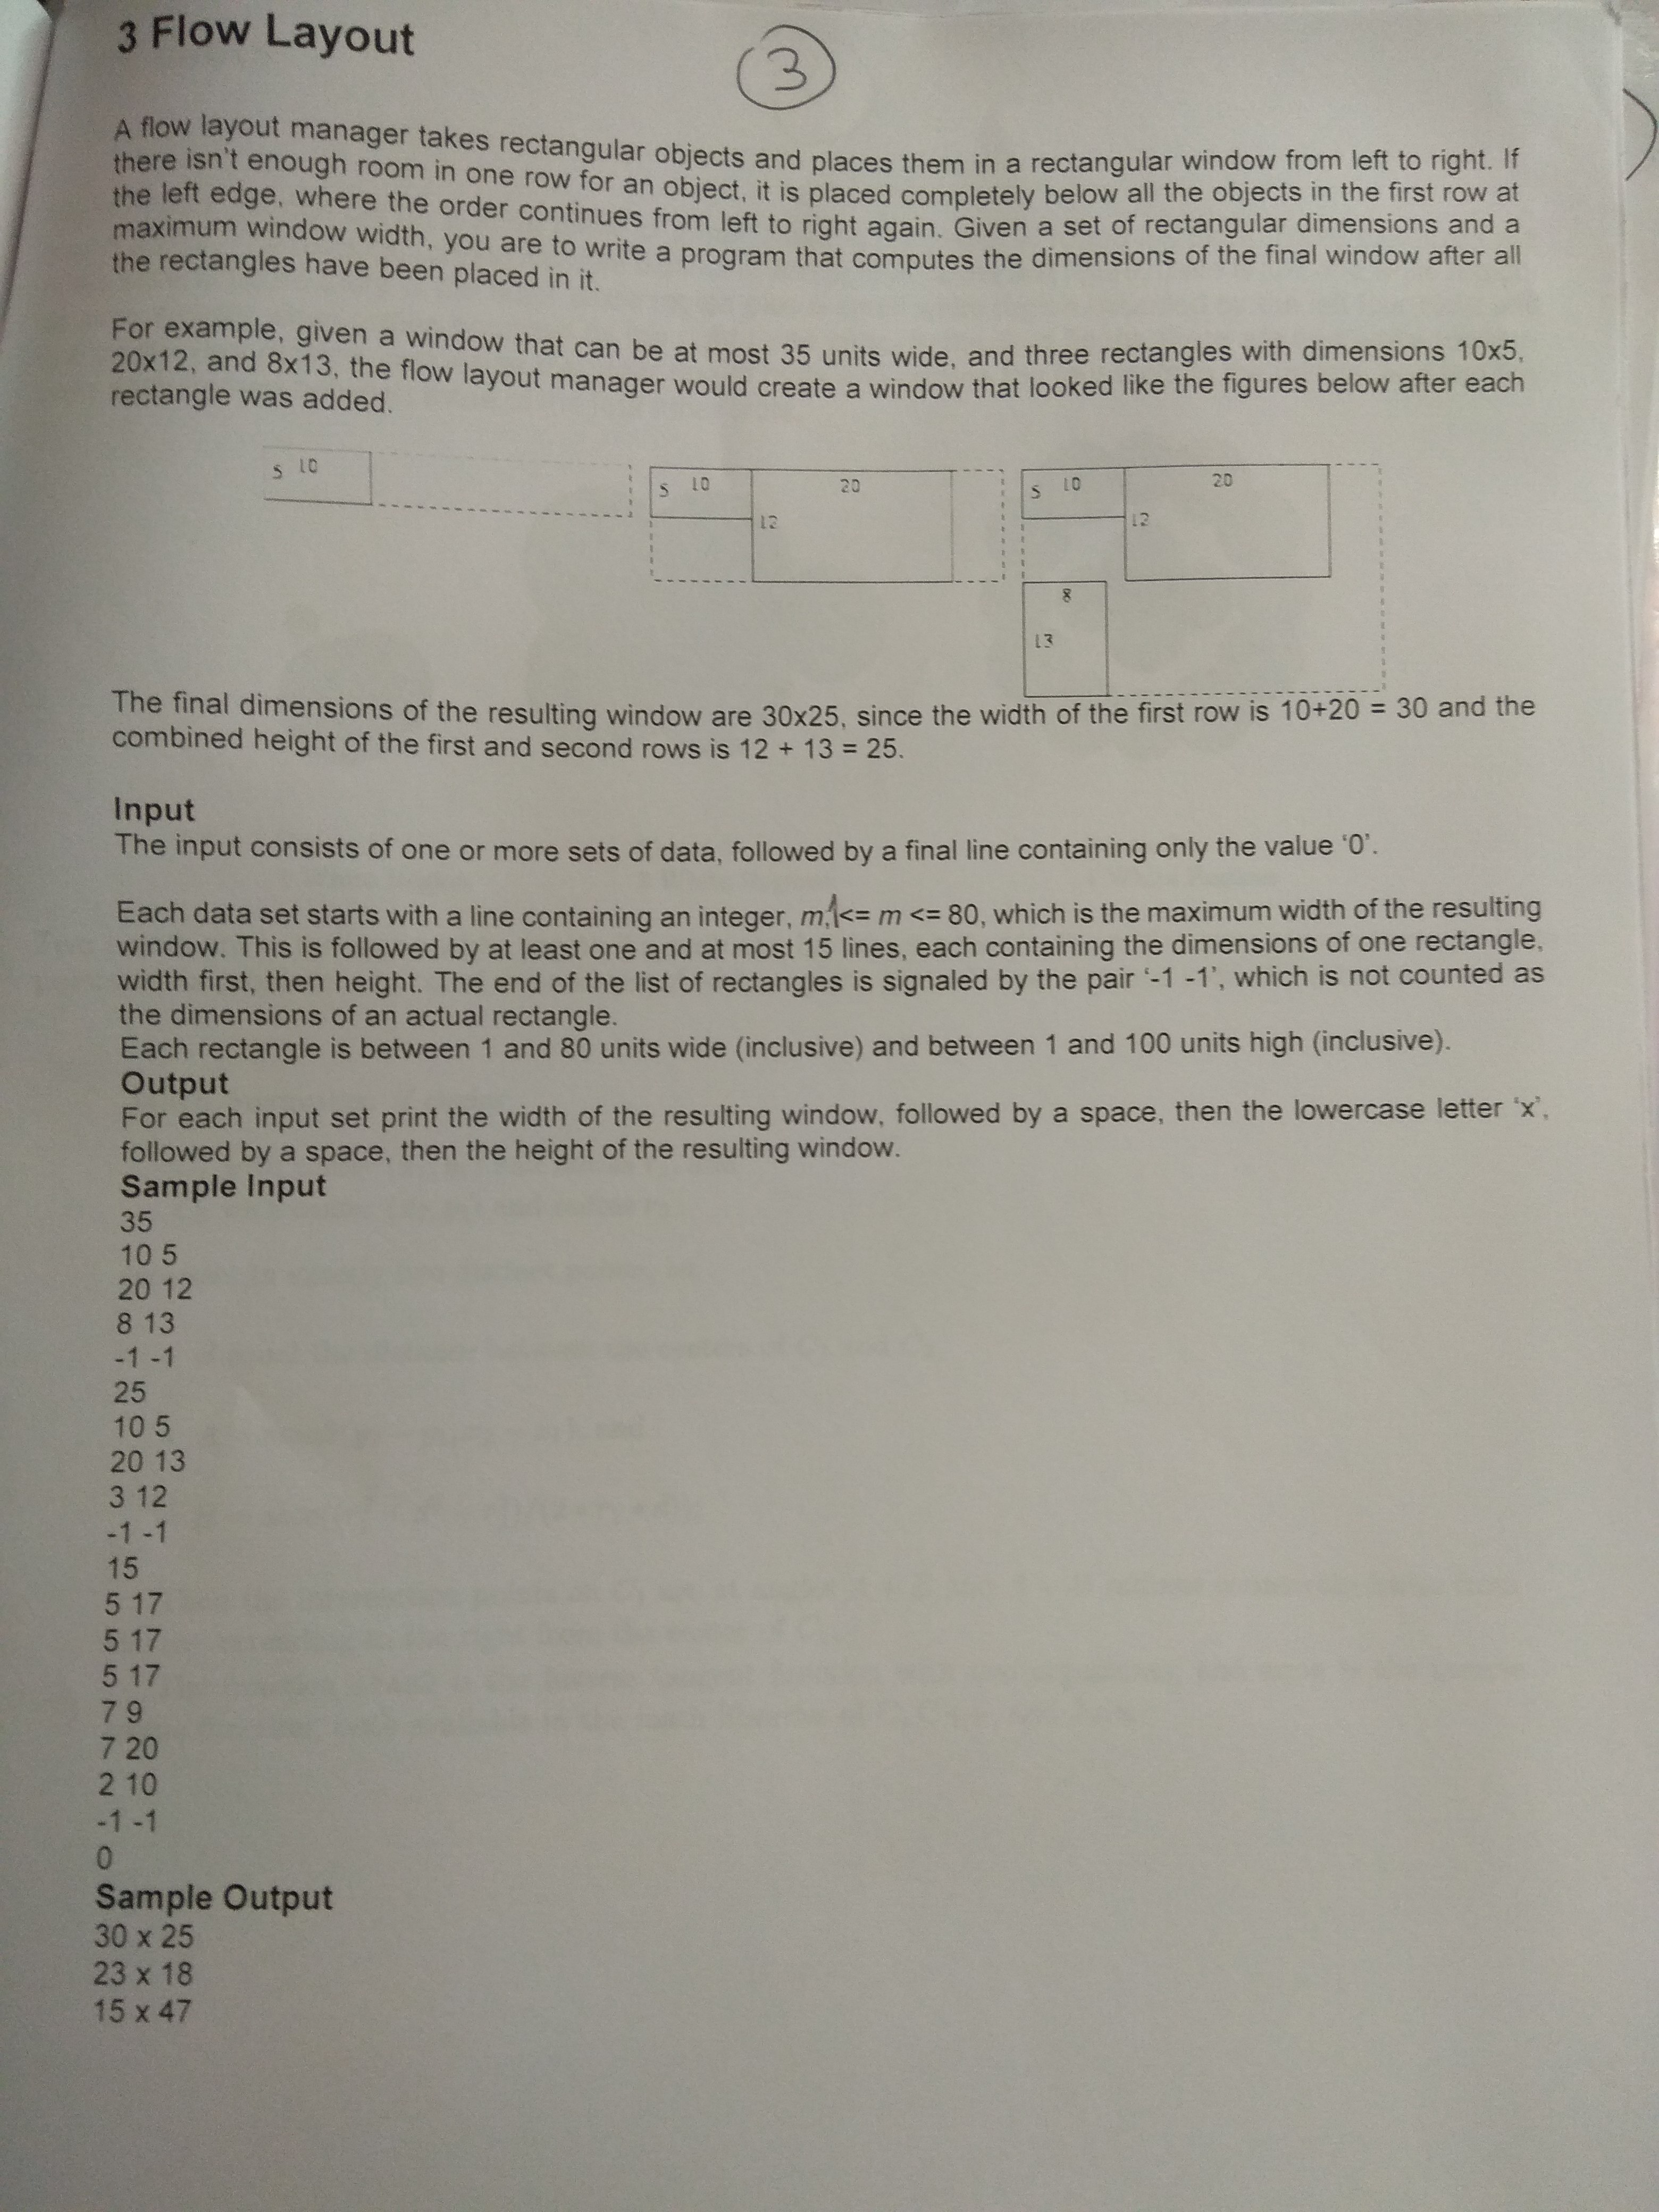 3 Flow Layout
3
A flow layout manager takes rectangular objects and places them in a rectangular window from left to right. If
there isn't enough room in one row for an object, it is placed completely below all the objects in the first row at
the left edge, where the order continues from left to right again. Given a set of rectangular dimensions and a
maximum window width, you are to write a program that computes the dimensions of the final window after all
the rectangles have been placed in it.
For example, given a window that can be at most 35 units wide, and three rectangles with dimensions 10x5,
20x12, and 8x13, the flow layout manager would create a window that looked like the figures below after each
rectangle was added.
5 10
5 10 20
12
5 10 20
12
8
13
The final dimensions of the resulting window are 30x25, since the width of the first row is 10+20 = 30 and the
combined height of the first and second rows is 12 + 13 = 25.
Input
The input consists of one or more sets of data, followed by a final line containing only the value '0'.
Each data set starts with a line containing an integer, m,1<= m <= 80, which is the maximum width of the resulting
window. This is followed by at least one and at most 15 lines, each containing the dimensions of one rectangle,
width first, then height. The end of the list of rectangles is signaled by the pair '-1 -1', which is not counted as
the dimensions of an actual rectangle.
Each rectangle is between 1 and 80 units wide (inclusive) and between 1 and 100 units high (inclusive).
Output
For each input set print the width of the resulting window, followed by a space, then the lowercase letter 'x',
followed by a space, then the height of the resulting window.
Sample Input
35
10 5
20 12
8 13
-1 -1
25
10 5
20 13
3 12
-1 -1
15
5 17
5 17
5 17
7 9
7 20
2 10
-1 -1
0
Sample Output
30 x 25
23 x 18
15 x 47